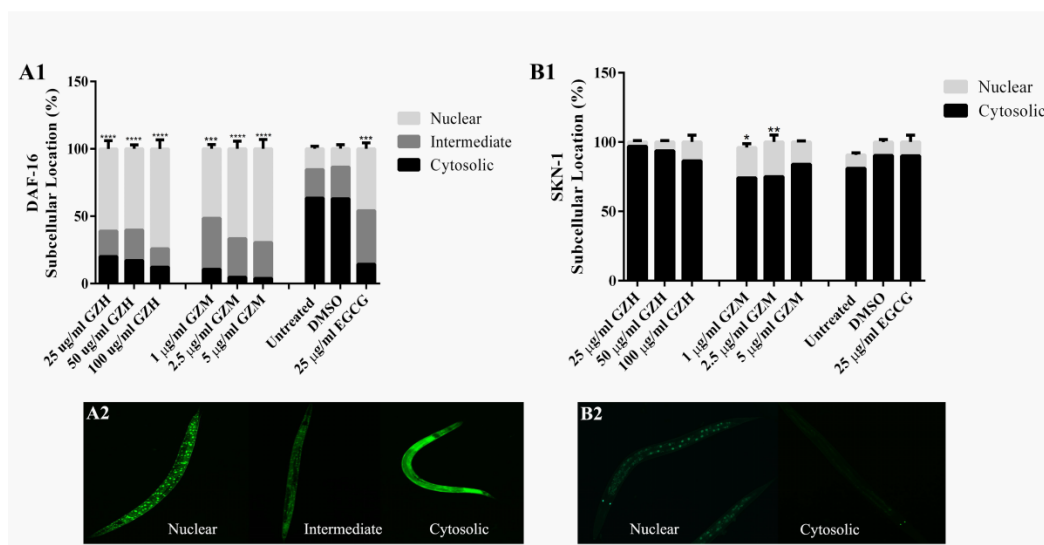 A1
DAF-16
Subcellular Location (%)
150
100
50
0
**** **** **** *** **** **** ***
Nuclear
Intermediate
Cytosolic
25 ug/ml GZH
50 ug/ml GZH
100 ug/ml GZH
1 µg/ml GZM
2.5 µg/ml GZM
5 µg/ml GZM
Untreated
DMSO
25 µg/ml EGCG
B1
SKN-1
Subcellular Location (%)
150
100
50
0
* **
Nuclear
Cytosolic
25 µg/ml GZH
50 µg/ml GZH
100 µg/ml GZH
1 µg/ml GZM
2.5 µg/ml GZM
5 µg/ml GZM
Untreated
DMSO
25 µg/ml EGCG
A2
Nuclear
Intermediate
Cytosolic
B2
Nuclear
Cytosolic